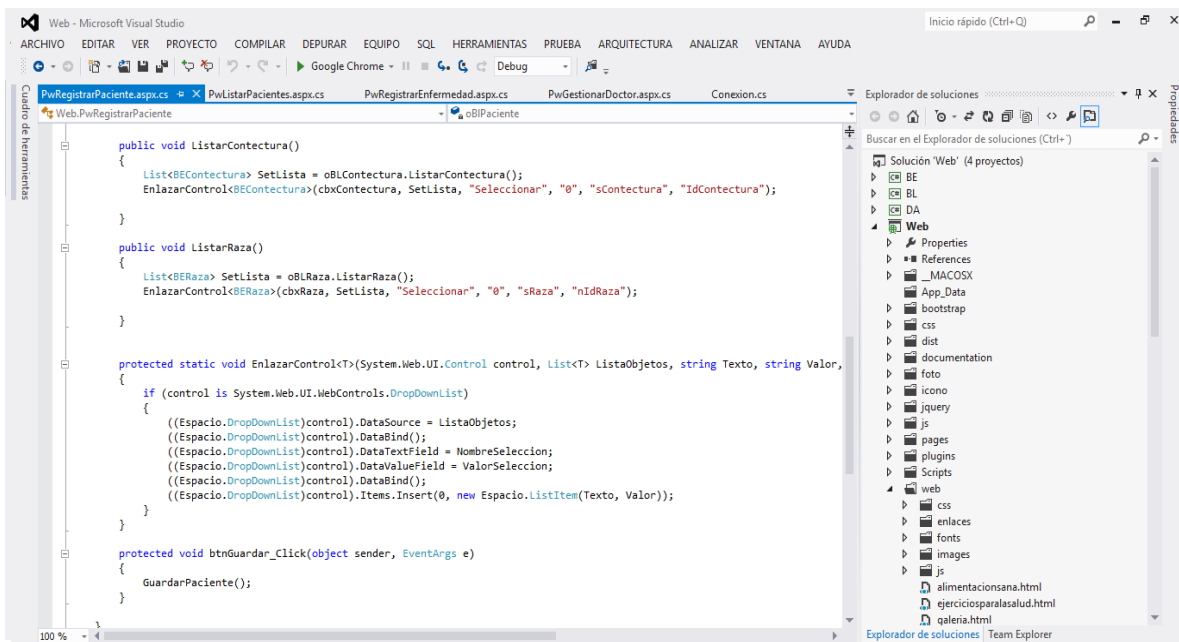 Web - Microsoft Visual Studio
Inicio rápido (Ctrl+Q)
ARCHIVO EDITAR VER PROYECTO COMPILAR DEPURAR EQUIPO SQL HERRAMIENTAS PRUEBA ARQUITECTURA ANALIZAR VENTANA AYUDA
Google Chrome
Debug
Cuadro de herramientas
PwRegistrarPaciente.aspx.cs
PwListarPacientes.aspx.cs
PwRegistrarEnfermedad.aspx.cs
PwGestionarDoctor.aspx.cs
Conexion.cs
Web.PwRegistrarPaciente
oBlPaciente
public void ListarContectura()
{
List<BEContectura> SetLista = oBLContectura.ListarContectura();
EnlazarControl<BEContectura>(cbxContectura, SetLista, "Seleccionar", "0", "sContectura", "IdContectura");
}
public void ListarRaza()
{
List<BERaza> SetLista = oBLRaza.ListarRaza();
EnlazarControl<BERaza>(cbxRaza, SetLista, "Seleccionar", "0", "sRaza", "nIdRaza");
}
protected static void EnlazarControl<T>(System.Web.UI.Control control, List<T> ListaObjetos, string Texto, string Valor,
{
if (control is System.Web.UI.WebControls.DropDownList)
{
((Espacio.DropDownList)control).DataSource = ListaObjetos;
((Espacio.DropDownList)control).DataBind();
((Espacio.DropDownList)control).DataTextField = NombreSeleccion;
((Espacio.DropDownList)control).DataValueField = ValorSeleccion;
((Espacio.DropDownList)control).DataBind();
((Espacio.DropDownList)control).Items.Insert(0, new Espacio.ListItem(Texto, Valor));
}
}
protected void btnGuardar_Click(object sender, EventArgs e)
{
GuardarPaciente();
}
}
100 %
Explorador de soluciones
Propiedades
Buscar en el Explorador de soluciones (Ctrl+¨)
Solución 'Web' (4 proyectos)
C# BE
C# BL
C# DA
Web
Properties
References
__MACOSX
App_Data
bootstrap
css
dist
documentation
foto
icono
jquery
js
pages
plugins
Scripts
web
css
enlaces
fonts
images
js
alimentacionsana.html
ejerciciosparalasalud.html
galeria.html
Explorador de soluciones
Team Explorer